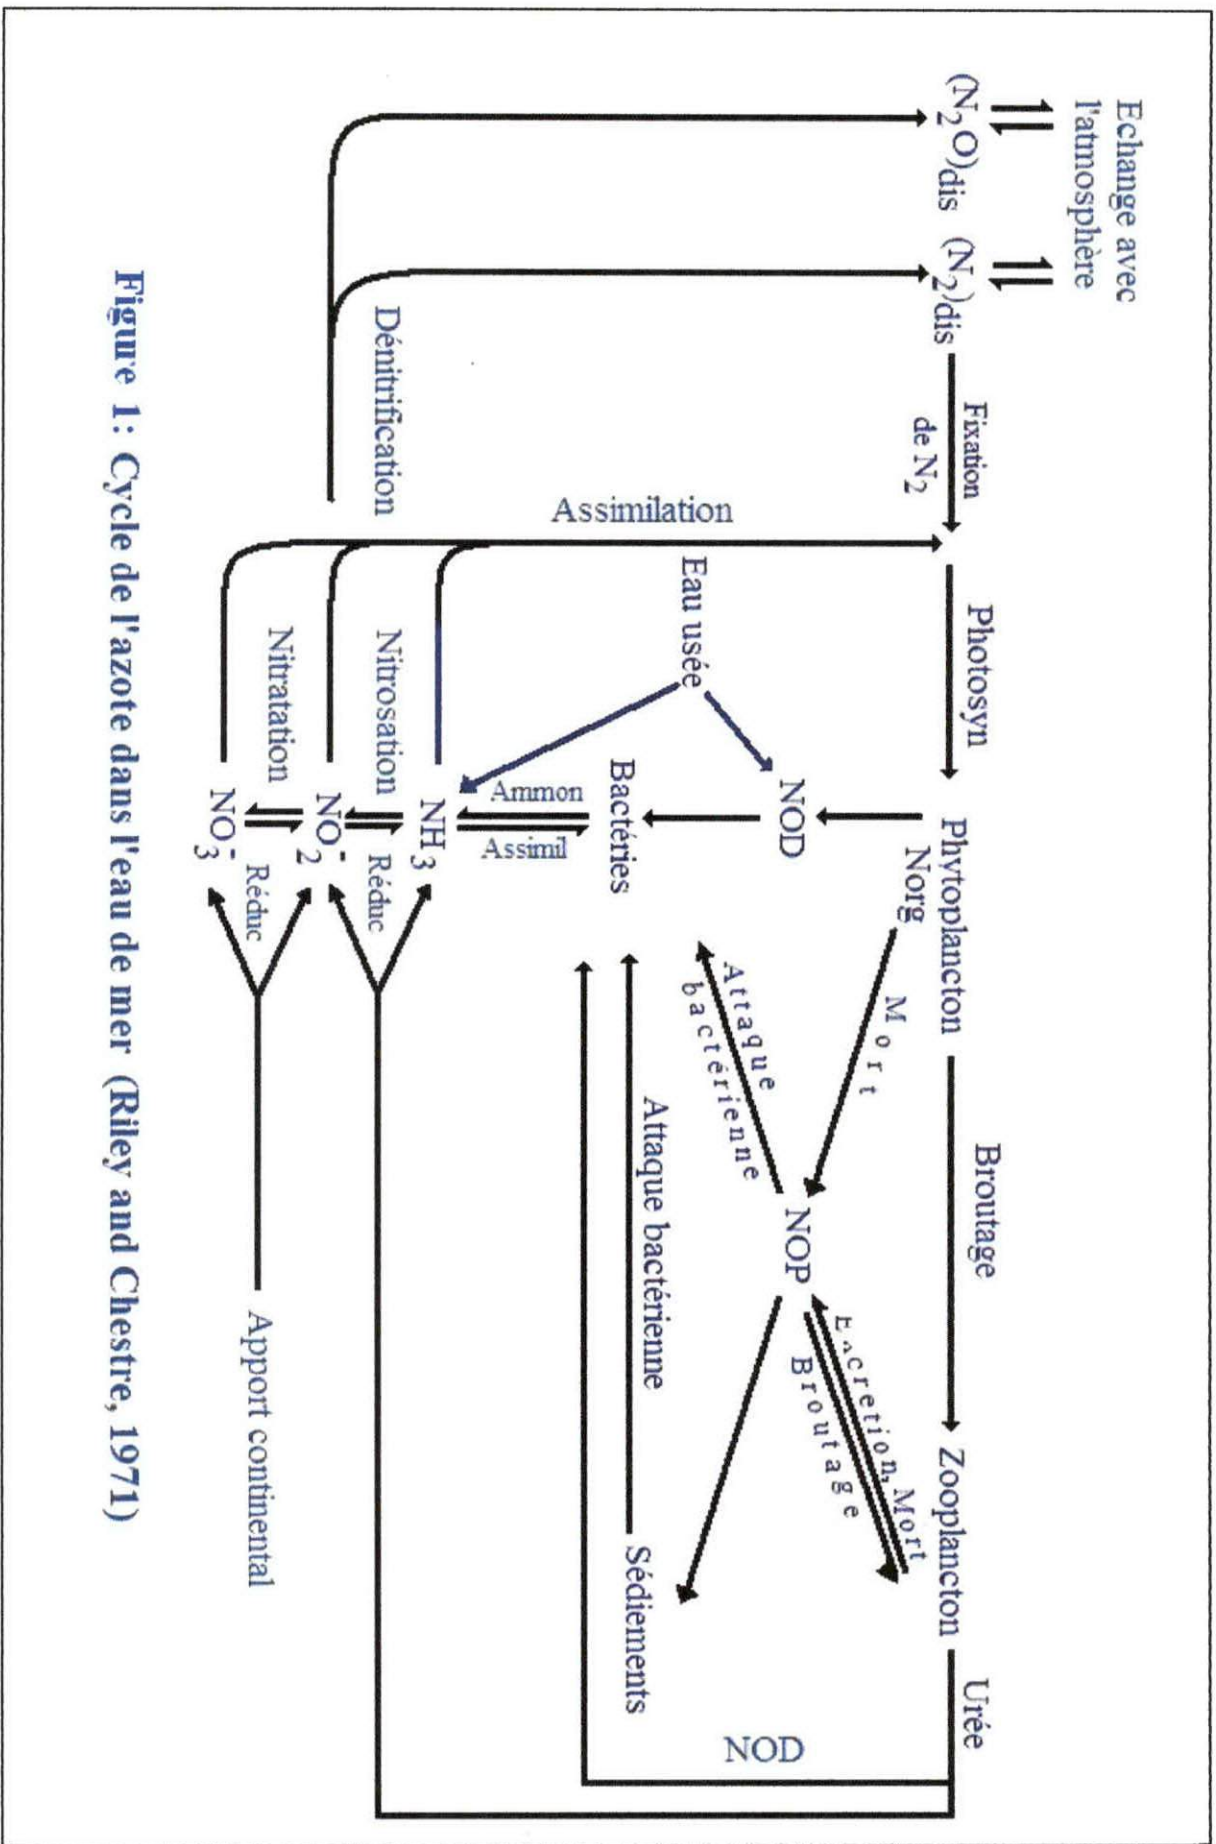 Echange avec
l'atmosphère
(N2O)dis
(N2)dis
Fixation
de N2
Photosyn
Phytoplancton
Norg
Broutage
Zooplancton
Urée
Mort
NOD
NOP
Excretion, Mort
Broutage
Attaque
bactérienne
Assimilation
Eau usée
Bactéries
Attaque bactérienne
Sédiements
NOD
Ammon
Assimil
Dénitrification
Nitrosation
NH3
Réduc
NO2-
Nitratation
Réduc
NO3-
Apport continental
Figure 1: Cycle de l'azote dans l'eau de mer (Riley and Chestre, 1971)